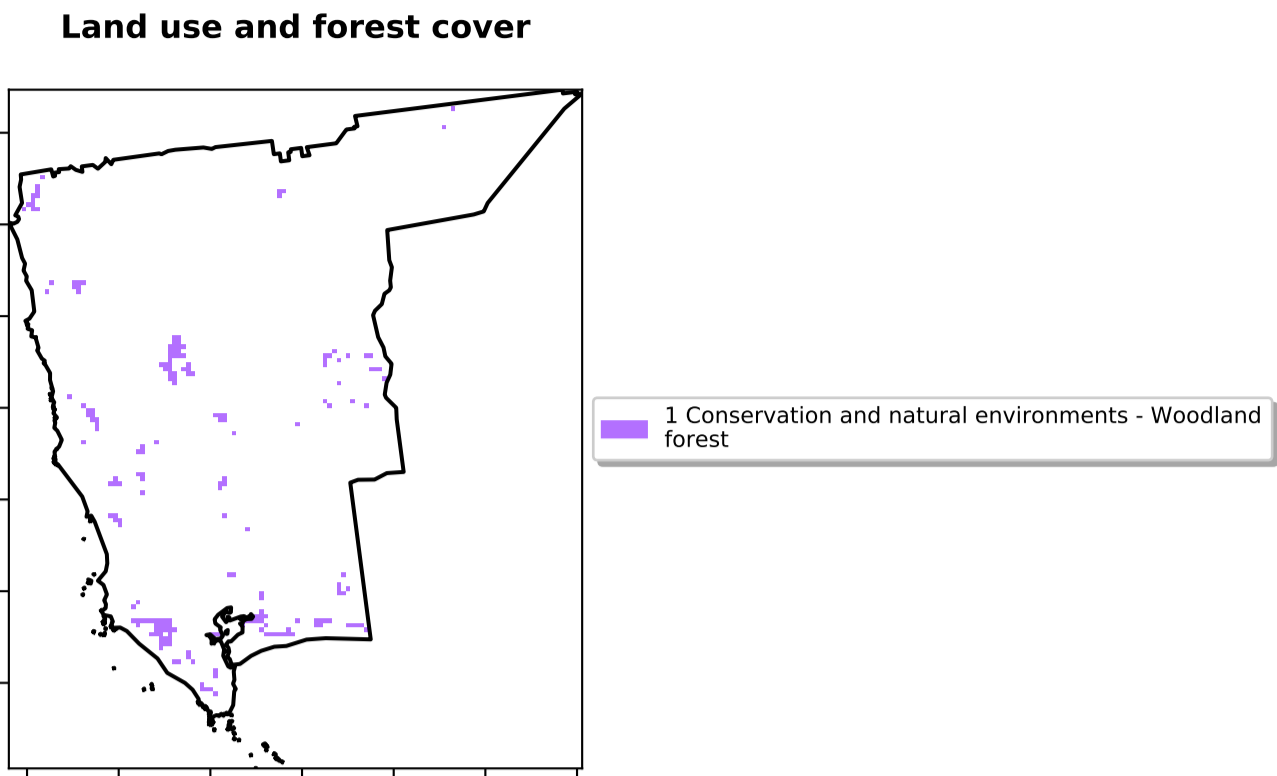 Land use and forest cover
1 Conservation and natural environments - Woodland
forest